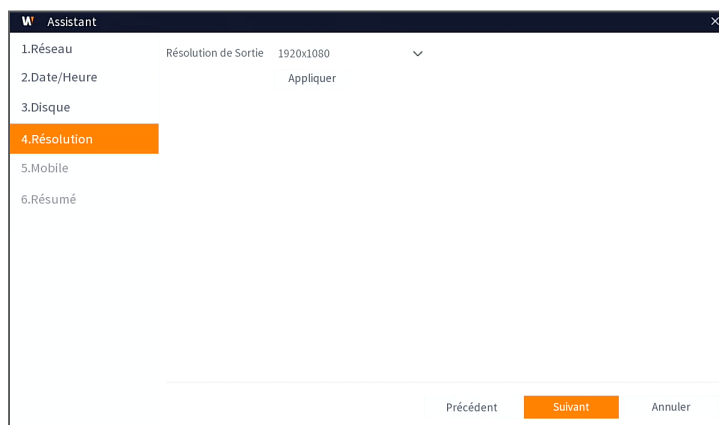 Assistant
1.Réseau
2.Date/Heure
3.Disque
4.Résolution
5.Mobile
6.Résumé
Résolution de Sortie 1920x1080
Appliquer
Précédent Suivant Annuler